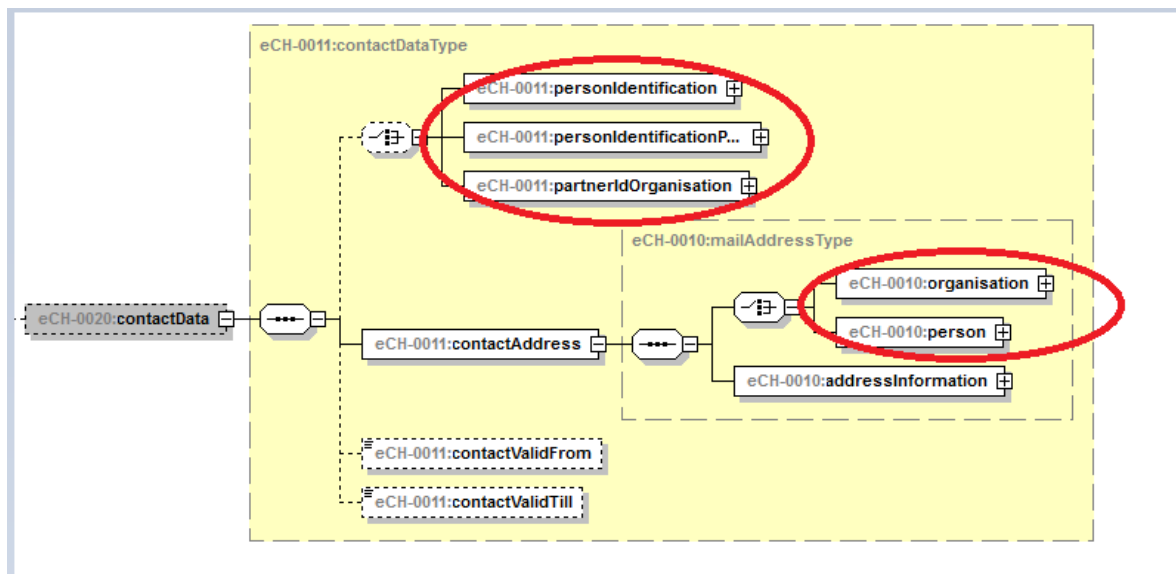 eCH-0011:contactDataType
eCH-0011:personIdentification
eCH-0011:personIdentificationP...
eCH-0011:partnerIdOrganisation
eCH-0010:mailAddressType
eCH-0010:organisation
eCH-0020:contactData
eCH-0011:contactAddress
eCH-0010:person
eCH-0010:addressInformation
eCH-0011:contactValidFrom
eCH-0011:contactValidTill